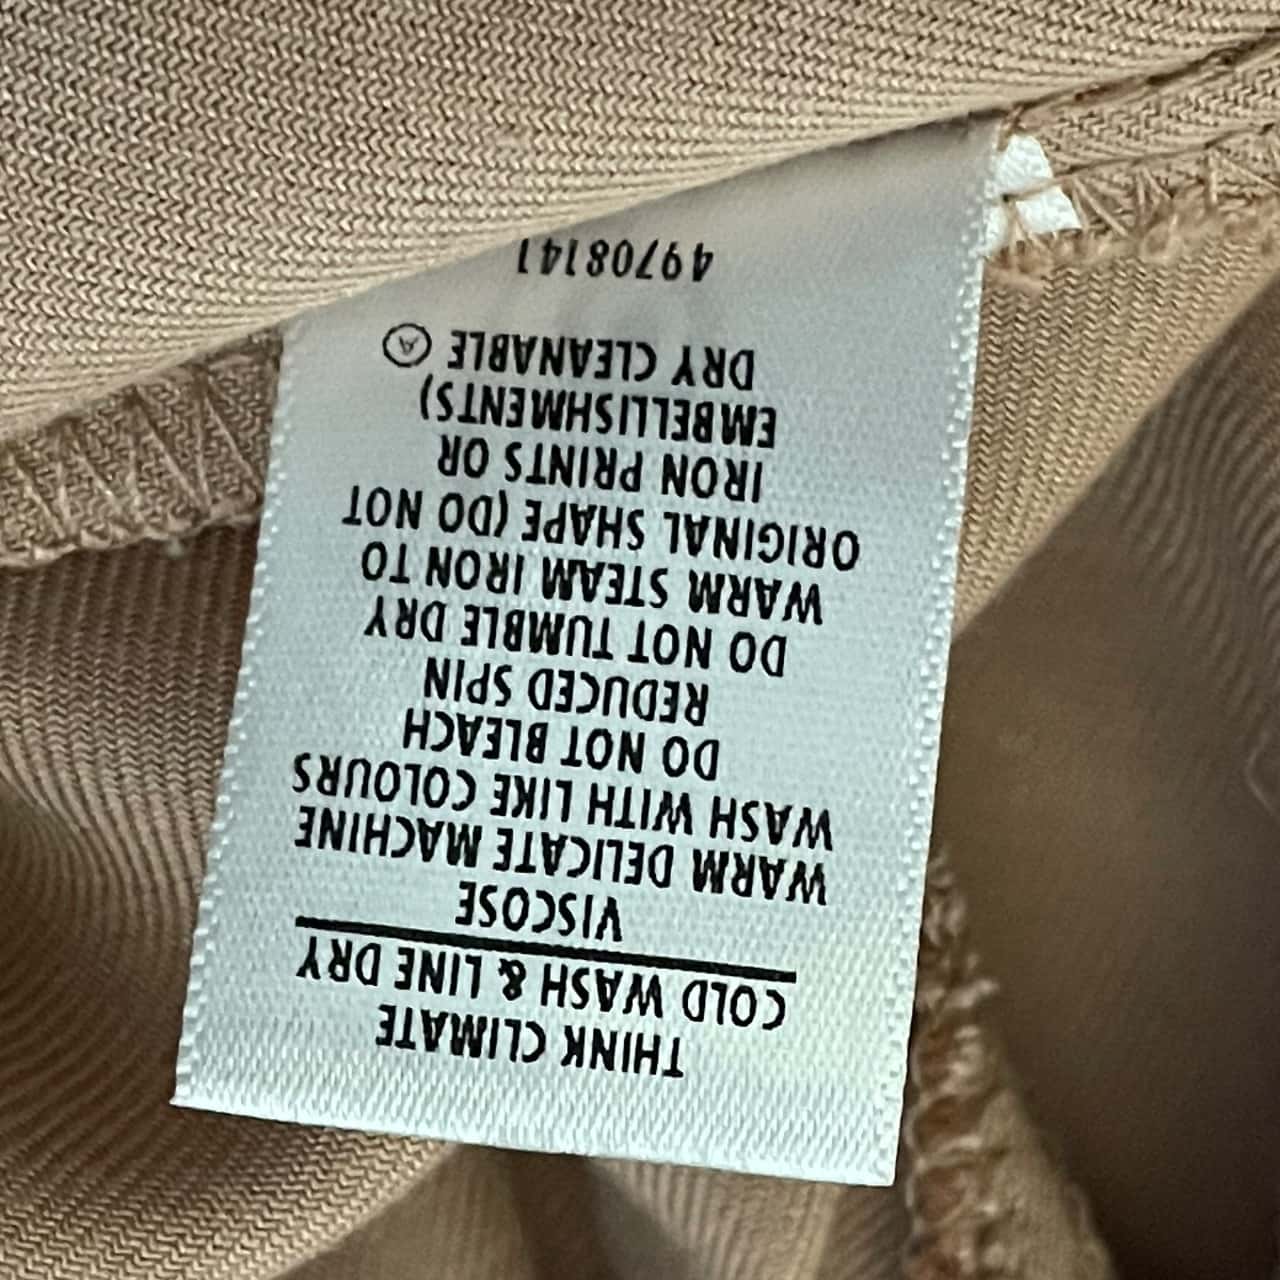 THINK CLIMATE
COLD WASH & LINE DRY
VISCOSE
WARM DELICATE MACHINE
WASH WITH LIKE COLOURS
DO NOT BLEACH
REDUCED SPIN
DO NOT TUMBLE DRY
WARM STEAM IRON TO
ORIGINAL SHAPE (DO NOT
IRON PRINTS OR
EMBELLISHMENTS)
DRY CLEANABLE Ⓐ
49708141